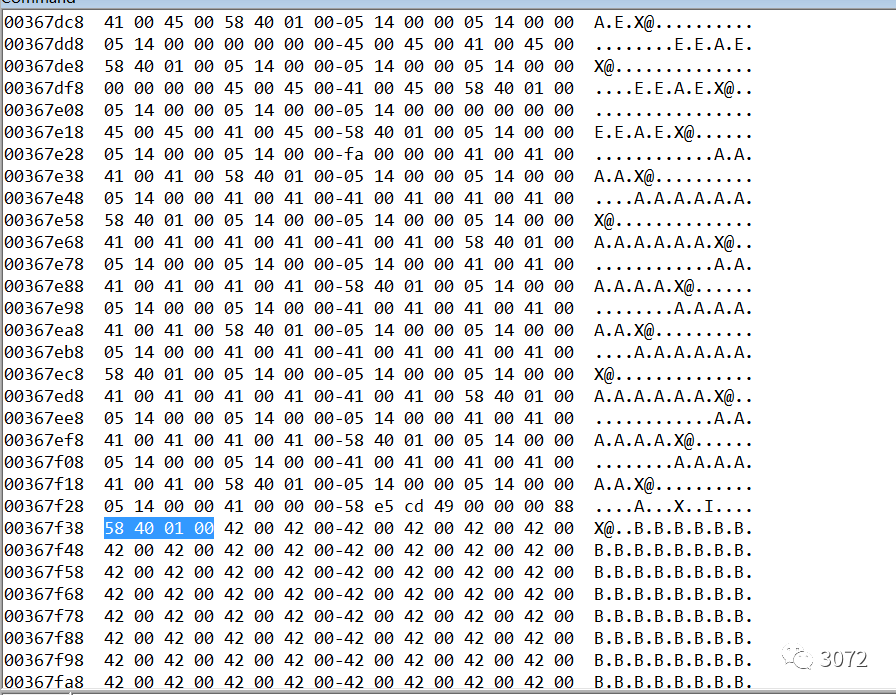 00367dc8  41 00 45 00 58 40 01 00-05 14 00 00 05 14 00 00  A.E.X@..........
00367dd8  05 14 00 00 00 00 00 00-45 00 45 00 41 00 45 00  ........E.E.A.E.
00367de8  58 40 01 00 05 14 00 00-05 14 00 00 05 14 00 00  X@..............
00367df8  00 00 00 00 45 00 45 00-41 00 45 00 58 40 01 00  ....E.E.A.E.X@..
00367e08  05 14 00 00 05 14 00 00-05 14 00 00 00 00 00 00  ................
00367e18  45 00 45 00 41 00 45 00-58 40 01 00 05 14 00 00  E.E.A.E.X@......
00367e28  05 14 00 00 05 14 00 00-fa 00 00 00 41 00 41 00  ............A.A.
00367e38  41 00 41 00 58 40 01 00-05 14 00 00 05 14 00 00  A.A.X@..........
00367e48  05 14 00 00 41 00 41 00-41 00 41 00 41 00 41 00  ....A.A.A.A.A.A.
00367e58  58 40 01 00 05 14 00 00-05 14 00 00 05 14 00 00  X@..............
00367e68  41 00 41 00 41 00 41 00-41 00 41 00 58 40 01 00  A.A.A.A.A.A.X@..
00367e78  05 14 00 00 05 14 00 00-05 14 00 00 41 00 41 00  ............A.A.
00367e88  41 00 41 00 41 00 41 00-58 40 01 00 05 14 00 00  A.A.A.A.X@......
00367e98  05 14 00 00 05 14 00 00-41 00 41 00 41 00 41 00  ........A.A.A.A.
00367ea8  41 00 41 00 58 40 01 00-05 14 00 00 05 14 00 00  A.A.X@..........
00367eb8  05 14 00 00 41 00 41 00-41 00 41 00 41 00 41 00  ....A.A.A.A.A.A.
00367ec8  58 40 01 00 05 14 00 00-05 14 00 00 05 14 00 00  X@..............
00367ed8  41 00 41 00 41 00 41 00-41 00 41 00 58 40 01 00  A.A.A.A.A.A.X@..
00367ee8  05 14 00 00 05 14 00 00-05 14 00 00 41 00 41 00  ............A.A.
00367ef8  41 00 41 00 41 00 41 00-58 40 01 00 05 14 00 00  A.A.A.A.X@......
00367f08  05 14 00 00 05 14 00 00-41 00 41 00 41 00 41 00  ........A.A.A.A.
00367f18  41 00 41 00 58 40 01 00-05 14 00 00 05 14 00 00  A.A.X@..........
00367f28  05 14 00 00 41 00 00 00-58 e5 cd 49 00 00 00 88  ....A...X..I....
00367f38  58 40 01 00 42 00 42 00-42 00 42 00 42 00 42 00  X@..B.B.B.B.B.B.
00367f48  42 00 42 00 42 00 42 00-42 00 42 00 42 00 42 00  B.B.B.B.B.B.B.B.
00367f58  42 00 42 00 42 00 42 00-42 00 42 00 42 00 42 00  B.B.B.B.B.B.B.B.
00367f68  42 00 42 00 42 00 42 00-42 00 42 00 42 00 42 00  B.B.B.B.B.B.B.B.
00367f78  42 00 42 00 42 00 42 00-42 00 42 00 42 00 42 00  B.B.B.B.B.B.B.B.
00367f88  42 00 42 00 42 00 42 00-42 00 42 00 42 00 42 00  B.B.B.B.B.B.B.B.
00367f98  42 00 42 00 42 00 42 00-42 00 42 00 42 00 42 00  B.B.B.B.B.B.B.B.
00367fa8  42 00 42 00 42 00 42 00-42 00 42 00 42 00 42 00  B.B.B.B.B.B.B.B.
3072